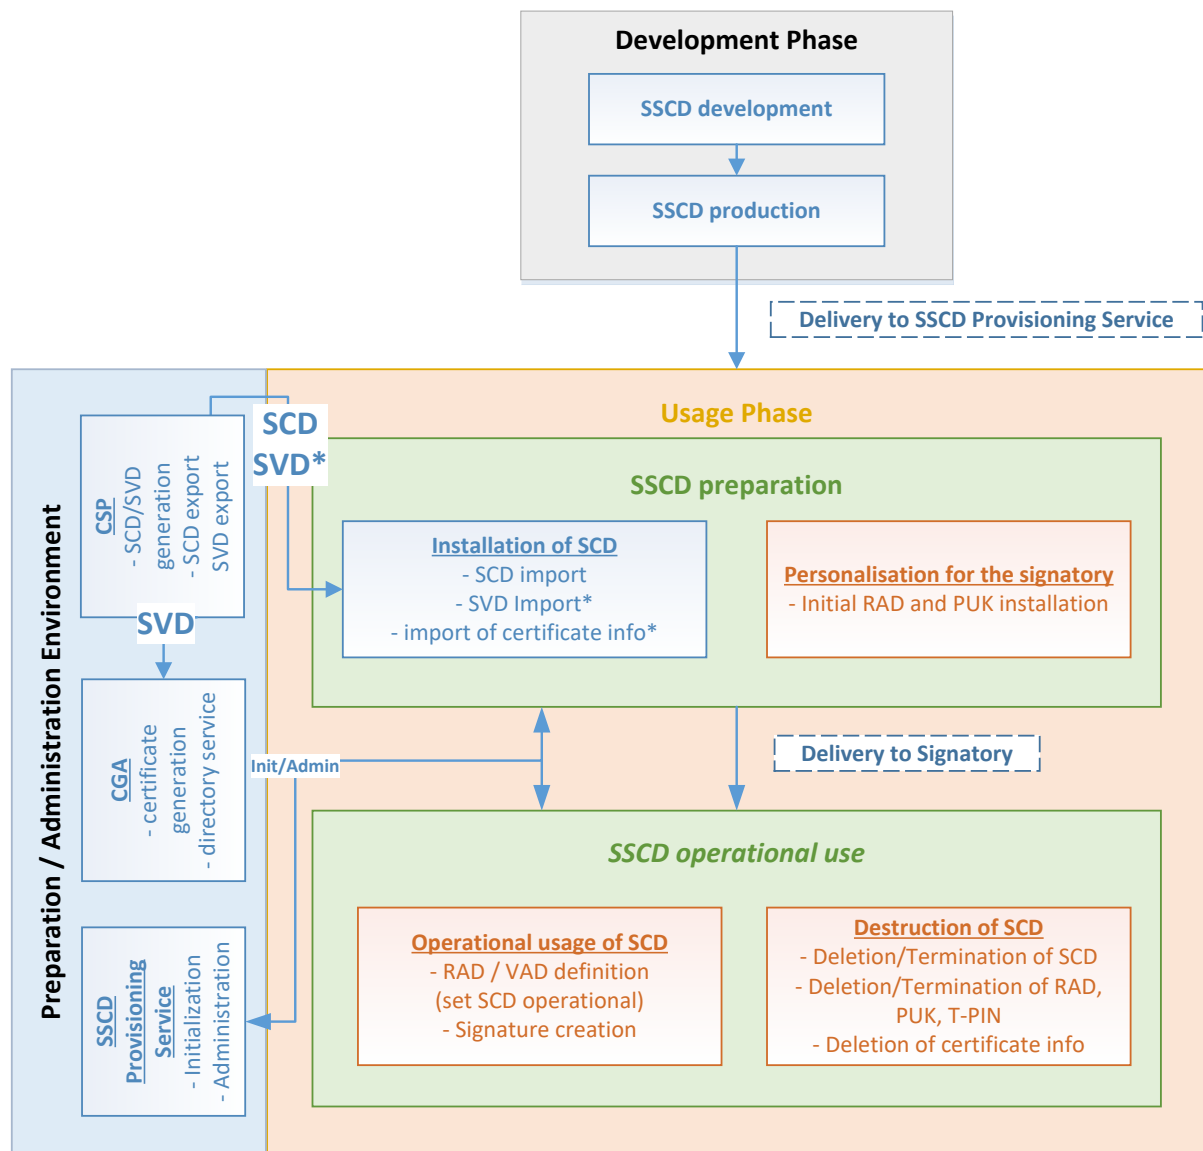 Development Phase
SSCD development
SSCD production
Delivery to SSCD Provisioning Service
Preparation / Administration Environment
CSP
- SCD/SVD
generation
- SCD export
SVD export
SCD
SVD*
SVD
CGA
- certificate
generation
- directory service
Init/Admin
SSCD
Provisioning
Service
- Initialization
- Administration
Usage Phase
SSCD preparation
Installation of SCD
- SCD import
- SVD Import*
- import of certificate info*
Personalisation for the signatory
- Initial RAD and PUK installation
Delivery to Signatory
SSCD operational use
Operational usage of SCD
- RAD / VAD definition
(set SCD operational)
- Signature creation
Destruction of SCD
- Deletion/Termination of SCD
- Deletion/Termination of RAD,
PUK, T-PIN
- Deletion of certificate info